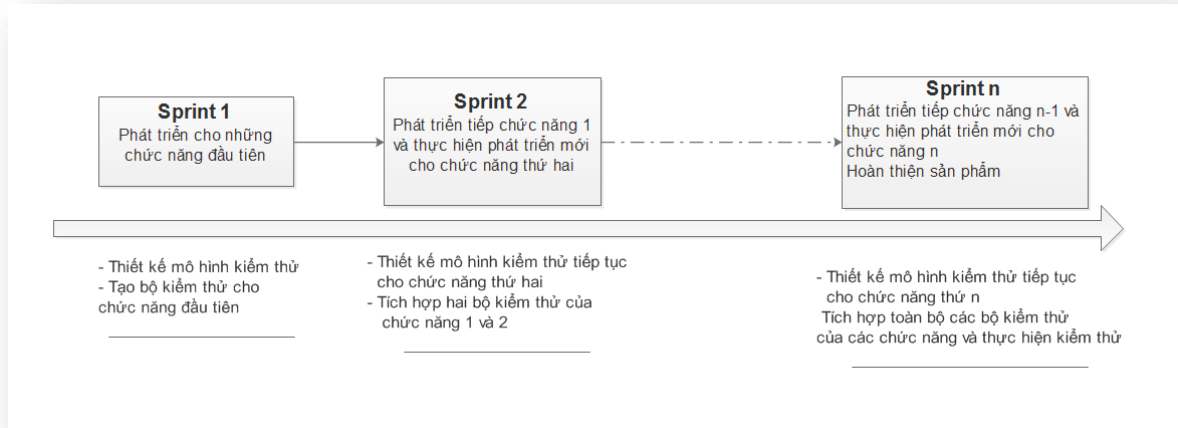 Sprint 1
Phát triển cho những
chức năng đầu tiên
Sprint 2
Phát triển tiếp chức năng 1
và thực hiện phát triển mới
cho chức năng thứ hai
Sprint n
Phát triển tiếp chức năng n-1 và
thực hiện phát triển mới cho
chức năng n
Hoàn thiện sản phẩm
- Thiết kế mô hình kiểm thử
- Tạo bộ kiểm thử cho
chức năng đầu tiên
- Thiết kế mô hình kiểm thử tiếp tục
cho chức năng thứ hai
- Tích hợp hai bộ kiểm thử của
chức năng 1 và 2
- Thiết kế mô hình kiểm thử tiếp tục
cho chức năng thứ n
Tích hợp toàn bộ các bộ kiểm thử
của các chức năng và thực hiện kiểm thử